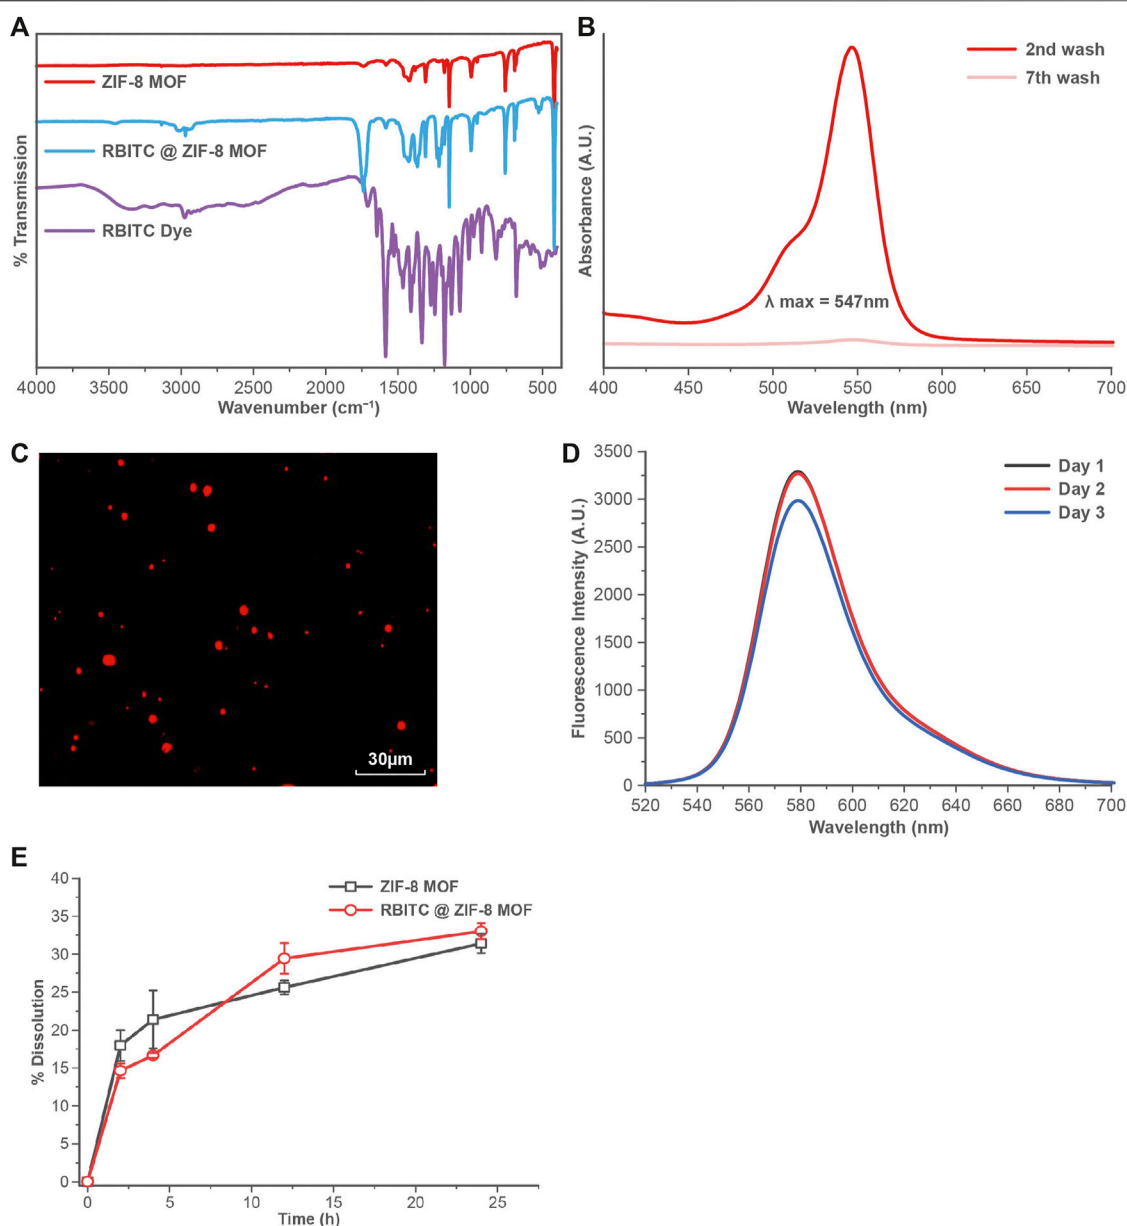 A
ZIF-8 MOF
RBITC @ ZIF-8 MOF
RBITC Dye
% Transmission
4000 3500 3000 2500 2000 1500 1000 500
Wavenumber (cm⁻¹)
B
2nd wash
7th wash
λ max = 547nm
Absorbance (A.U.)
400 450 500 550 600 650 700
Wavelength (nm)
C
30μm
D
Day 1
Day 2
Day 3
Fluorescence Intensity (A.U.)
3500
3000
2500
2000
1500
1000
500
0
520 540 560 580 600 620 640 660 680 700
Wavelength (nm)
E
ZIF-8 MOF
RBITC @ ZIF-8 MOF
% Dissolution
40
35
30
25
20
15
10
5
0
0 5 10 15 20 25
Time (h)